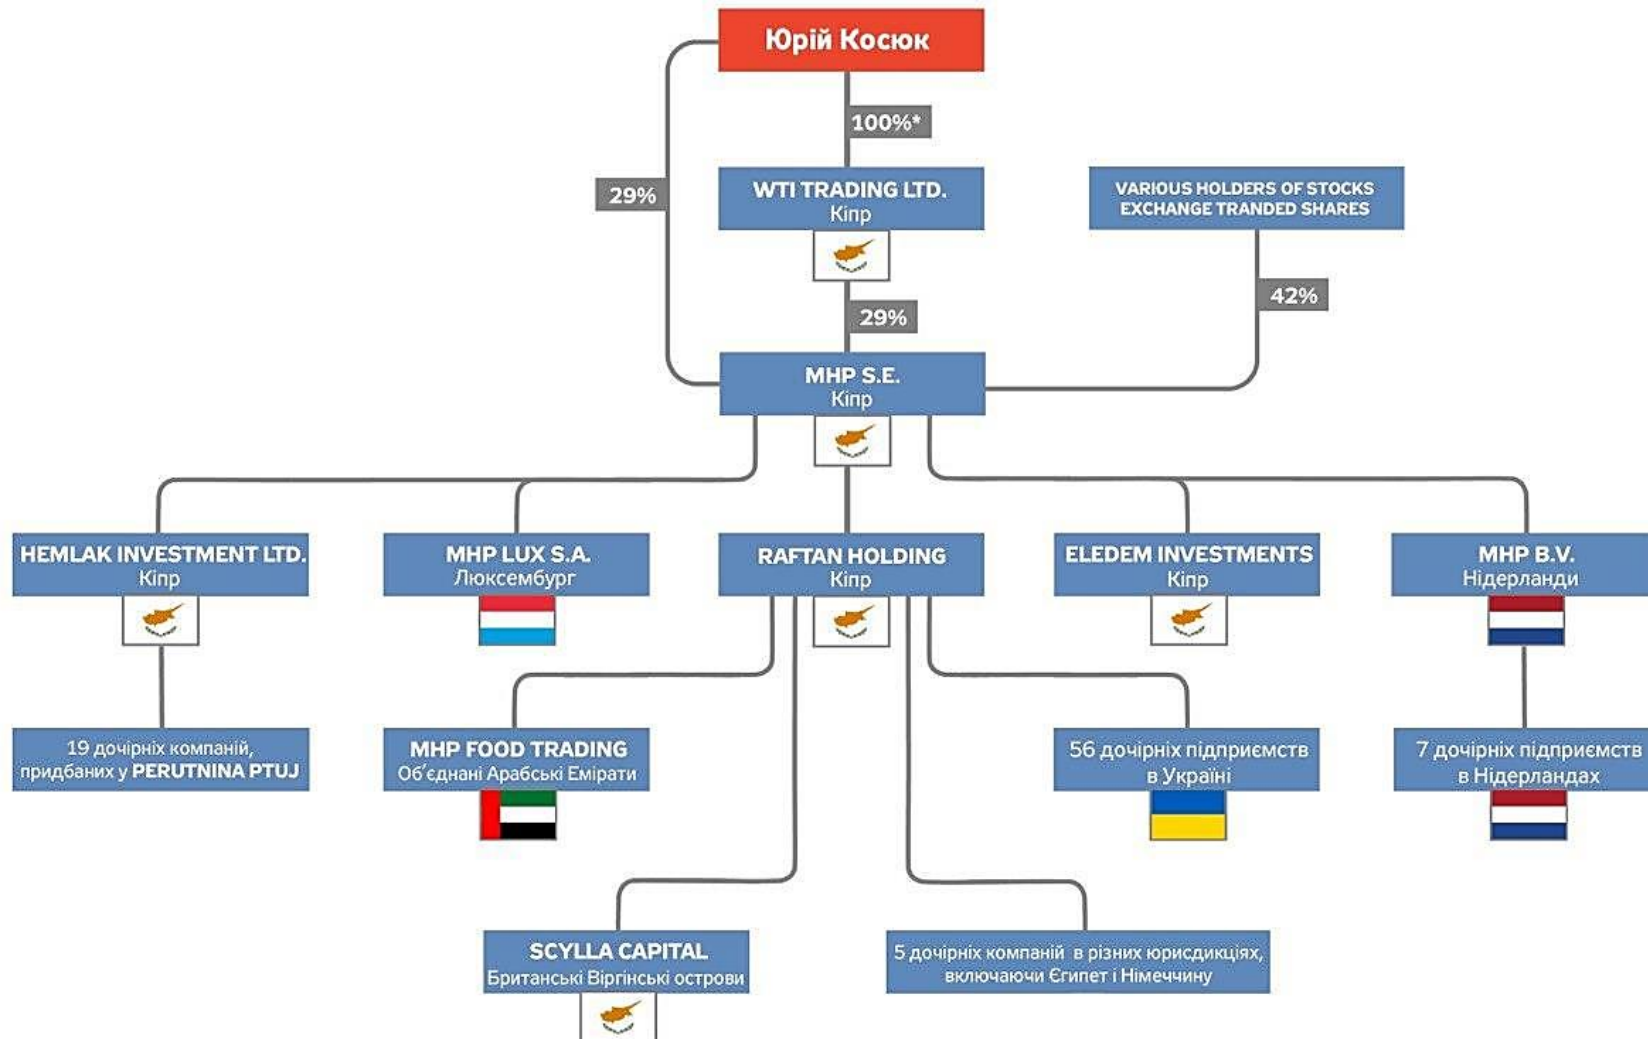 Юрій Косюк
100%*
29%
WTI TRADING LTD.
Кіпр
VARIOUS HOLDERS OF STOCKS
EXCHANGE TRANDED SHARES
29%
42%
MHP S.E.
Кіпр
HEMLAK INVESTMENT LTD.
Кіпр
MHP LUX S.A.
Люксембург
RAFTAN HOLDING
Кіпр
ELEDEM INVESTMENTS
Кіпр
MHP B.V.
Нідерланди
19 дочірніх компаній,
придбаних у PERUTNINA PTUJ
MHP FOOD TRADING
Об'єднані Арабські Емірати
56 дочірніх підприємств
в Україні
7 дочірніх підприємств
в Нідерландах
SCYLLA CAPITAL
Британські Віргінські острови
5 дочірніх компаній в різних юрисдикціях,
включаючи Єгипет і Німеччину